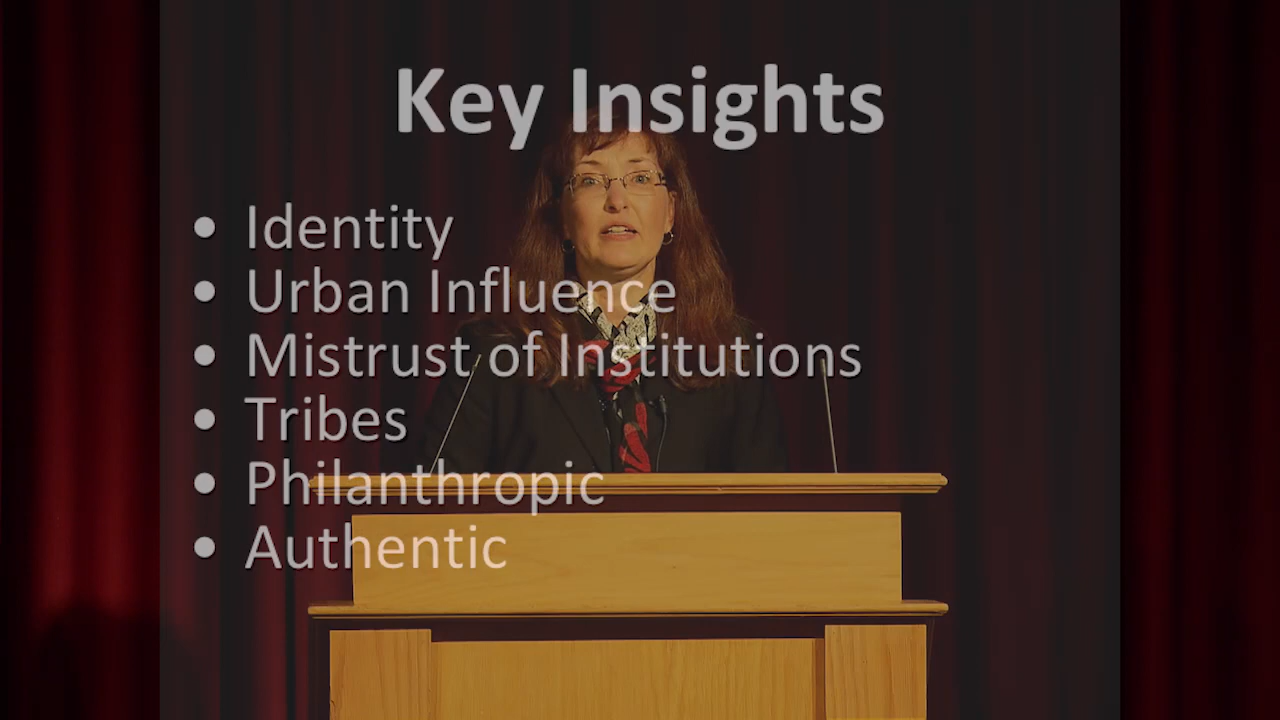 Key Insights
• Identity
• Urban Influence
• Mistrust of Institutions
• Tribes
• Philanthropic
• Authentic